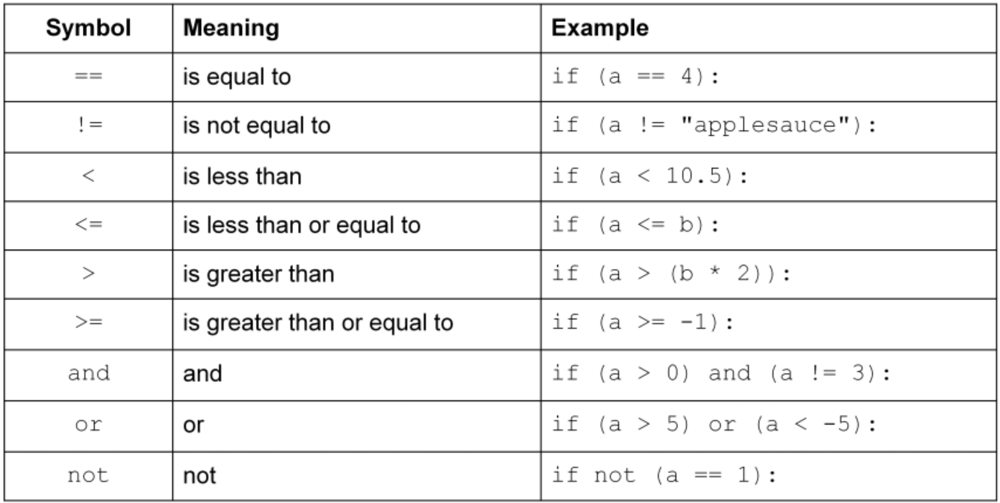 Symbol Meaning Example
== is equal to if (a == 4):
!= is not equal to if (a != "applesauce"):
< is less than if (a < 10.5):
<= is less than or equal to if (a <= b):
> is greater than if (a > (b * 2)):
>= is greater than or equal to if (a >= -1):
and and if (a > 0) and (a != 3):
or or if (a > 5) or (a < -5):
not not if not (a == 1):